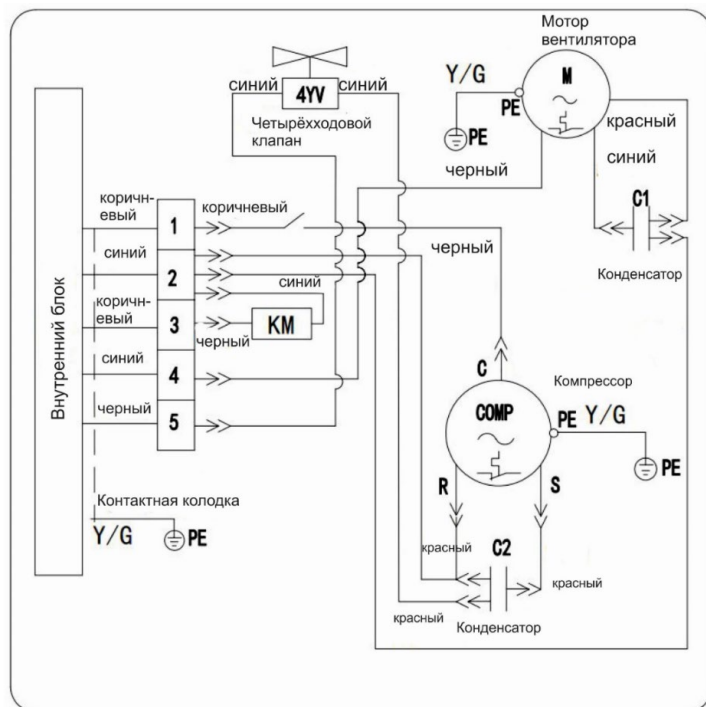 Мотор
вентилятора
M
Y/G
PE
PE
красный
синий
черный
C1
Конденсатор
синий
4YV
синий
Четырёхходовой
клапан
Внутренний блок
коричн-
евый
1
коричневый
синий
2
синий
коричн-
евый
3
KM
черный
синий
4
черный
5
черный
C
Компрессор
COMP
PE
Y/G
PE
R
S
Контактная колодка
Y/G
PE
красный
C2
красный
красный
Конденсатор